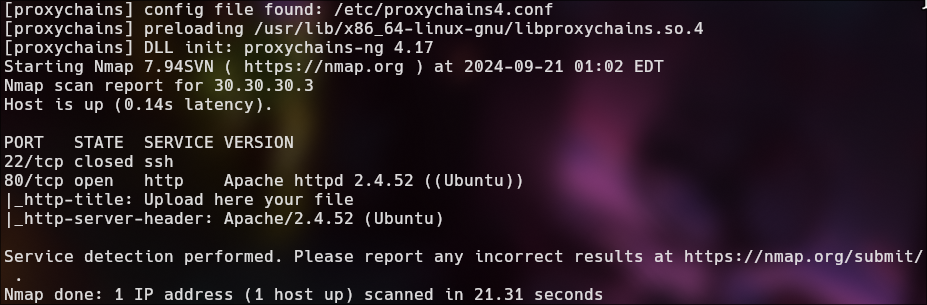 [proxychains] config file found: /etc/proxychains4.conf
[proxychains] preloading /usr/lib/x86_64-linux-gnu/libproxychains.so.4
[proxychains] DLL init: proxychains-ng 4.17
Starting Nmap 7.94SVN ( https://nmap.org ) at 2024-09-21 01:02 EDT
Nmap scan report for 30.30.30.3
Host is up (0.14s latency).
PORT   STATE  SERVICE VERSION
22/tcp closed ssh
80/tcp open   http    Apache httpd 2.4.52 ((Ubuntu))
|_http-title: Upload here your file
|_http-server-header: Apache/2.4.52 (Ubuntu)
Service detection performed. Please report any incorrect results at https://nmap.org/submit/
 .
Nmap done: 1 IP address (1 host up) scanned in 21.31 seconds